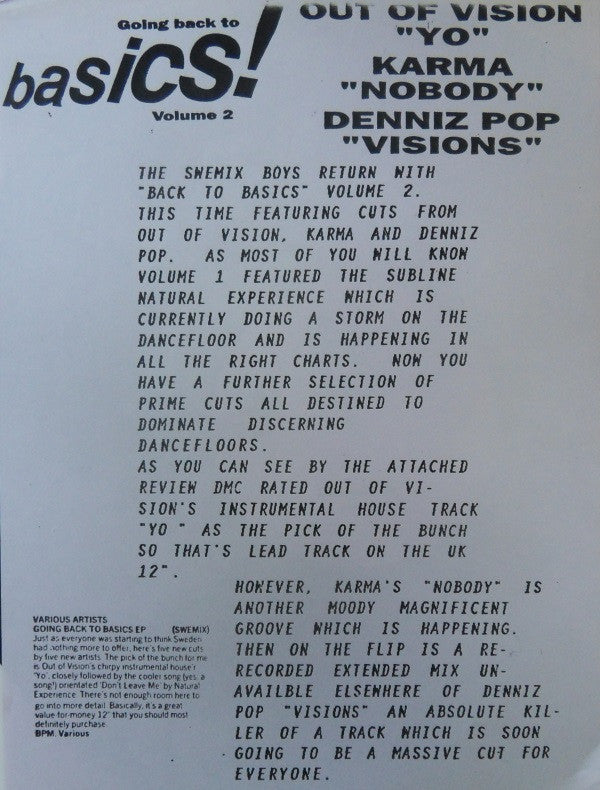 Going back to
basics!
Volume 2
OUT OF VISION
"YO"
KARMA
"NOBODY"
DENNIZ POP
"VISIONS"
THE SWEMIX BOYS RETURN WITH
"BACK TO BASICS" VOLUME 2.
THIS TIME FEATURING CUTS FROM
OUT OF VISION, KARMA AND DENNIZ
POP. AS MOST OF YOU WILL KNOW
VOLUME 1 FEATURED THE SUBLINE
NATURAL EXPERIENCE WHICH IS
CURRENTLY DOING A STORM ON THE
DANCEFLOOR AND IS HAPPENING IN
ALL THE RIGHT CHARTS. NOW YOU
HAVE A FURTHER SELECTION OF
PRIME CUTS ALL DESTINED TO
DOMINATE DISCERNING
DANCEFLOORS.
AS YOU CAN SEE BY THE ATTACHED
REVIEW DMC RATED OUT OF VI-
SION'S INSTRUMENTAL HOUSE TRACK
"YO " AS THE PICK OF THE BUNCH
SO THAT'S LEAD TRACK ON THE UK
12".
HOWEVER, KARMA'S "NOBODY" IS
ANOTHER MOODY MAGNIFICENT
GROOVE WHICH IS HAPPENING.
THEN ON THE FLIP IS A RE-
RECORDED EXTENDED MIX UN-
AVAILBLE ELSEWHERE OF DENNIZ
POP "VISIONS" AN ABSOLUTE KIL-
LER OF A TRACK WHICH IS SOON
GOING TO BE A MASSIVE CUT FOR
EVERYONE.
VARIOUS ARTISTS
GOING BACK TO BASICS EP (SWEMIX)
Just as everyone was starting to think Sweden
had nothing more to offer, here's five new cuts
by five new artists. The pick of the bunch for me
is Out of Vision's chirpy instrumental house
'Yo', closely followed by the cooler song (yes, a
song!) orientated 'Don't Leave Me' by Natural
Experience. There's not enough room here to
go into more detail. Basically, it's a great
value for money 12" that you should most
definitely purchase.
BPM. Various